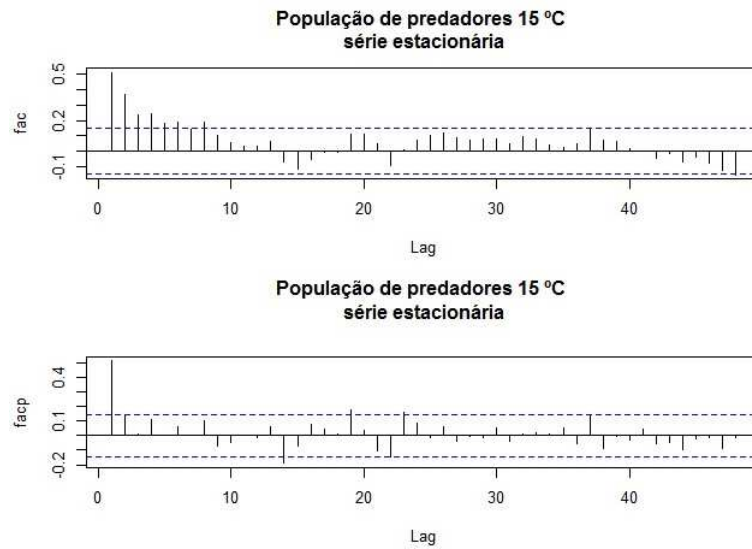 População de predadores 15 ºC
série estacionária
fac
0.5
0.2
-0.1
0 10 20 30 40
Lag
População de predadores 15 ºC
série estacionária
facp
0.4
0.1
-0.2
0 10 20 30 40
Lag